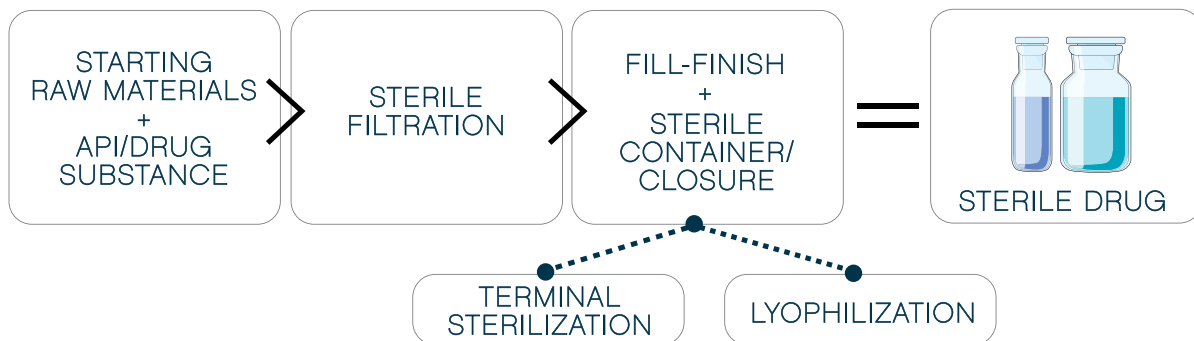 STARTING
RAW MATERIALS
+
API/DRUG
SUBSTANCE
STERILE
FILTRATION
FILL-FINISH
+
STERILE
CONTAINER/
CLOSURE
STERILE DRUG
TERMINAL
STERILIZATION
LYOPHILIZATION